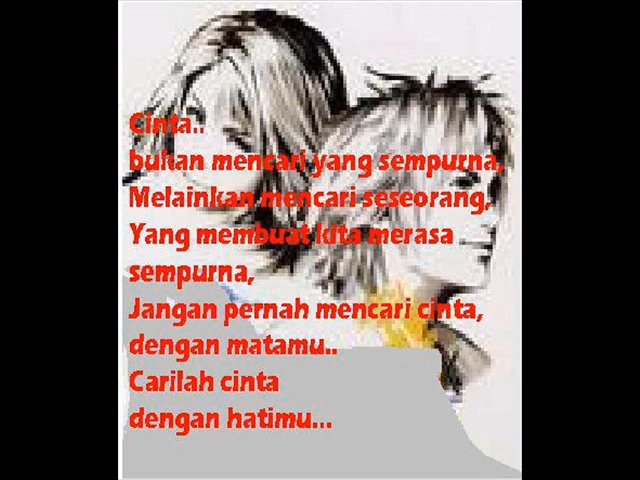 Cinta..
bukan mencari yang sempurna,
Melainkan mencari seseorang,
Yang membuat kita merasa
sempurna,
Jangan pernah mencari cinta,
dengan matamu..
Carilah cinta
dengan hatimu...